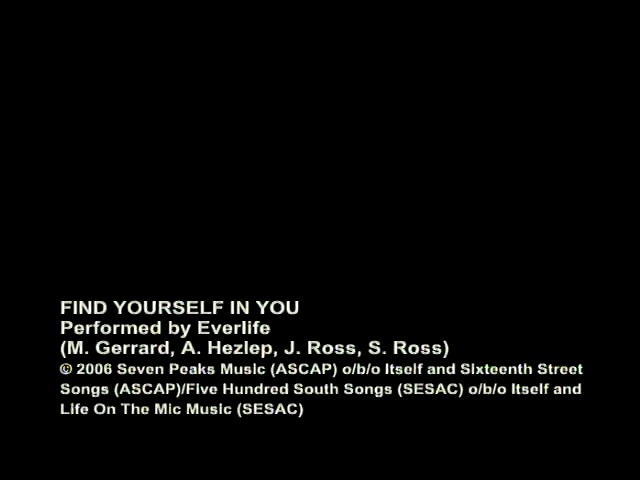 FIND YOURSELF IN YOU
Performed by Everlife
(M. Gerrard, A. Hezlep, J. Ross, S. Ross)
© 2006 Seven Peaks Music (ASCAP) o/b/o Itself and Sixteenth Street
Songs (ASCAP)/Five Hundred South Songs (SESAC) o/b/o Itself and
Life On The Mic Music (SESAC)